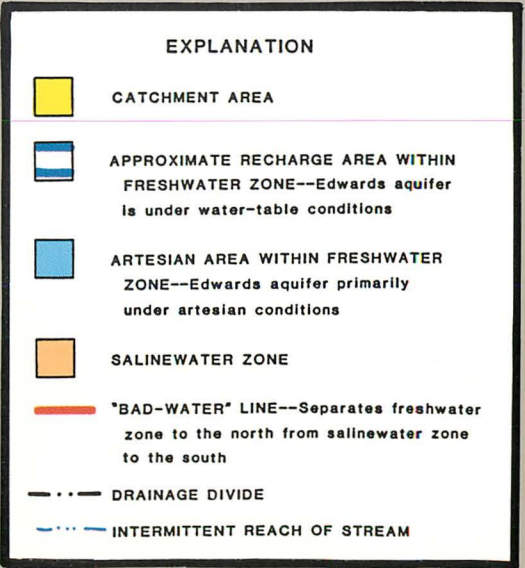 EXPLANATION
CATCHMENT AREA
APPROXIMATE RECHARGE AREA WITHIN
FRESHWATER ZONE--Edwards aquifer
is under water-table conditions
ARTESIAN AREA WITHIN FRESHWATER
ZONE--Edwards aquifer primarily
under artesian conditions
SALINEWATER ZONE
"BAD-WATER" LINE--Separates freshwater
zone to the north from salinewater zone
to the south
DRAINAGE DIVIDE
INTERMITTENT REACH OF STREAM